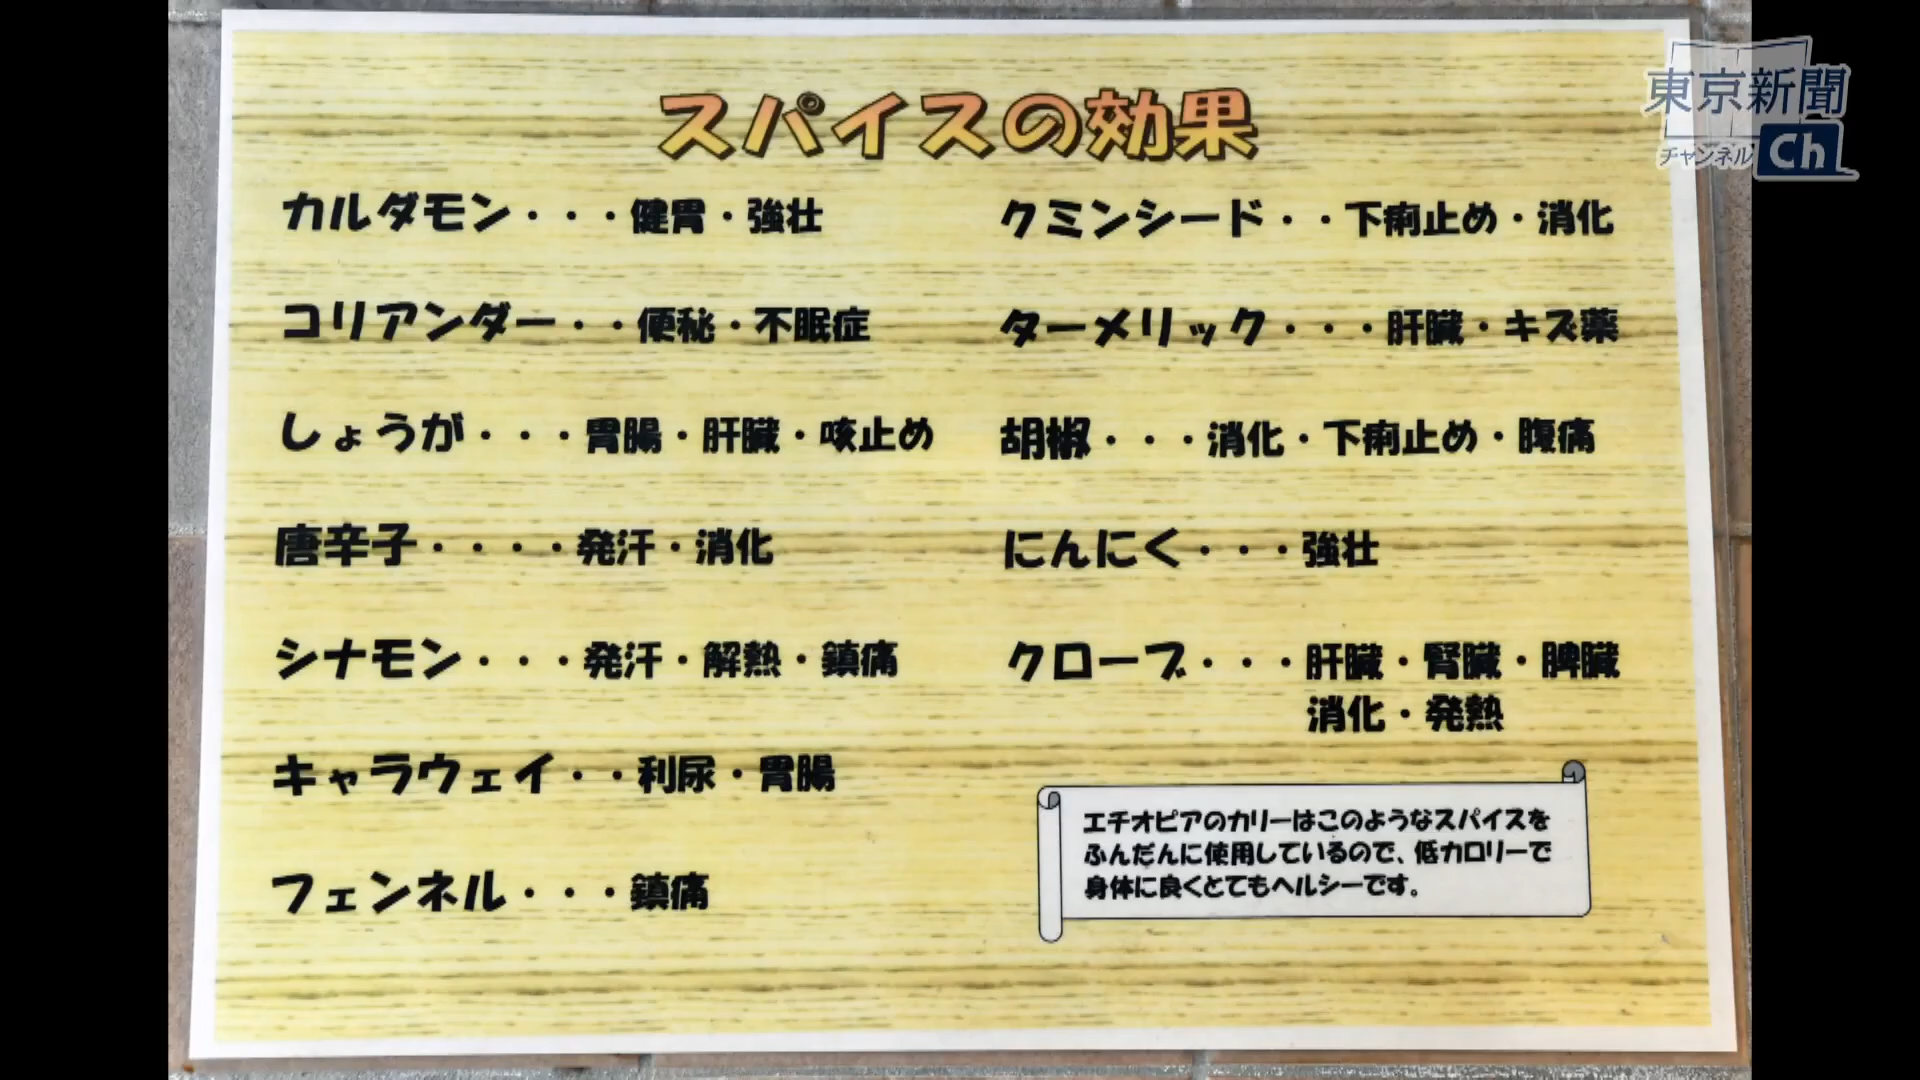 スパイスの効果
カルダモン・・・健胃・強壮
コリアンダー・・便秘・不眠症
しょうが・・・胃腸・肝臓・咳止め
唐辛子・・・・発汗・消化
シナモン・・・発汗・解熱・鎮痛
キャラウェイ・・利尿・胃腸
フェンネル・・・鎮痛
クミンシード・・下痢止め・消化
ターメリック・・・肝臓・キズ薬
胡椒・・・消化・下痢止め・腹痛
にんにく・・・強壮
クローブ・・・肝臓・腎臓・脾臓
消化・発熱
エチオピアのカリーはこのようなスパイスを
ふんだんに使用しているので、低カロリーで
身体に良くとてもヘルシーです。
東京新聞
チャンネル Ch